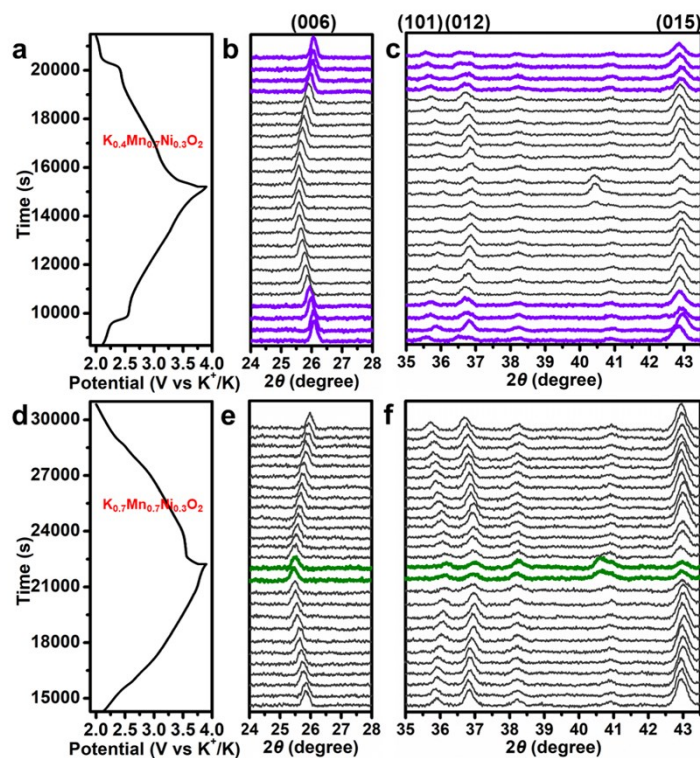 (006) (101) (012) (015)
a b c
20000
18000
16000
14000
12000
10000
Time (s)
K0.4Mn0.7Ni0.3O2
2.0 2.5 3.0 3.5 4.0 24 25 26 27 28 35 36 37 38 39 40 41 42 43
Potential (V vs K+/K) 2θ (degree) 2θ (degree)
d e f
30000
27000
24000
21000
18000
15000
Time (s)
K0.7Mn0.7Ni0.3O2
2.0 2.5 3.0 3.5 4.0 24 25 26 27 28 35 36 37 38 39 40 41 42 43
Potential (V vs K+/K) 2θ (degree) 2θ (degree)